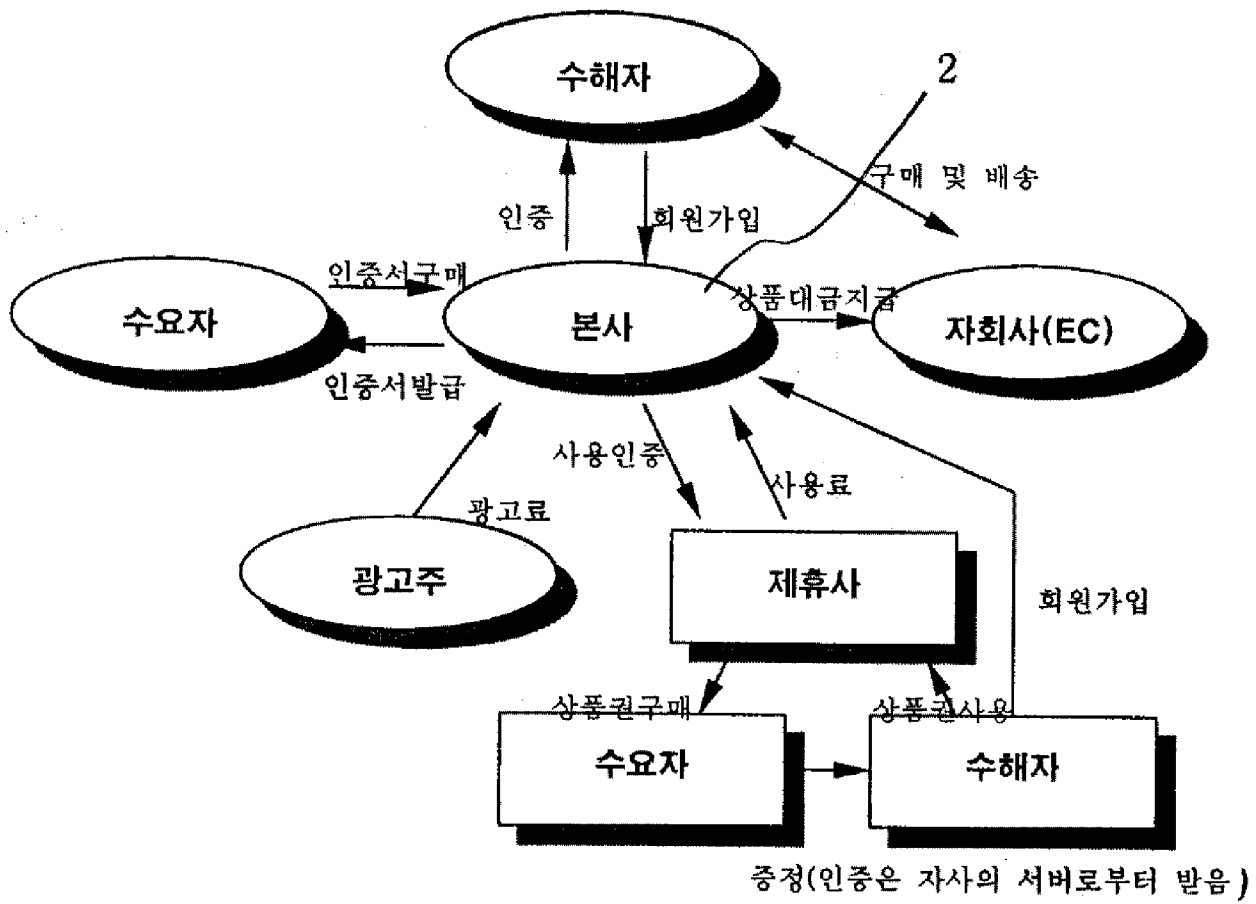 수해자
2
구매 및 배송
인증
회원가입
인증서구매
수요자
본사
상품대금지급
자회사(EC)
인증서발급
사용인증
사용료
광고료
광고주
제휴사
회원가입
상품권구매
상품권사용
수요자
수해자
증정(인증은 자사의 서버로부터 받음)